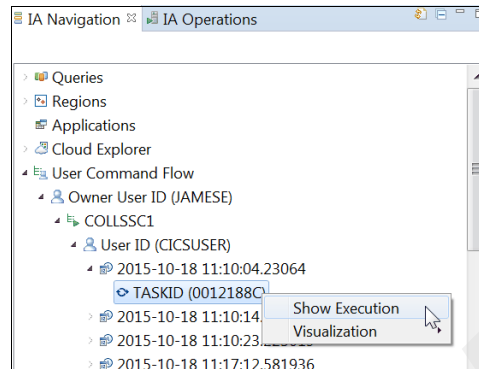 IA Navigation IA Operations
Queries
Regions
Applications
Cloud Explorer
User Command Flow
Owner User ID (JAMESE)
COLLSSC1
User ID (CICSUSER)
2015-10-18 11:10:04.23064
TASKID (0012188C)
Show Execution
2015-10-18 11:10:14.
Visualization
2015-10-18 11:10:23.
2015-10-18 11:17:12.581936